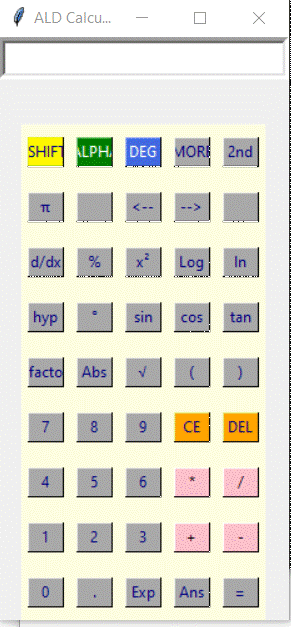 ALD Calcu...
SHIFT ALPHA DEG MORE 2nd
π <-- -->
d/dx % x² Log ln
hyp ° sin cos tan
facto Abs √ ( )
7 8 9 CE DEL
4 5 6 * /
1 2 3 + -
0 . Exp Ans =